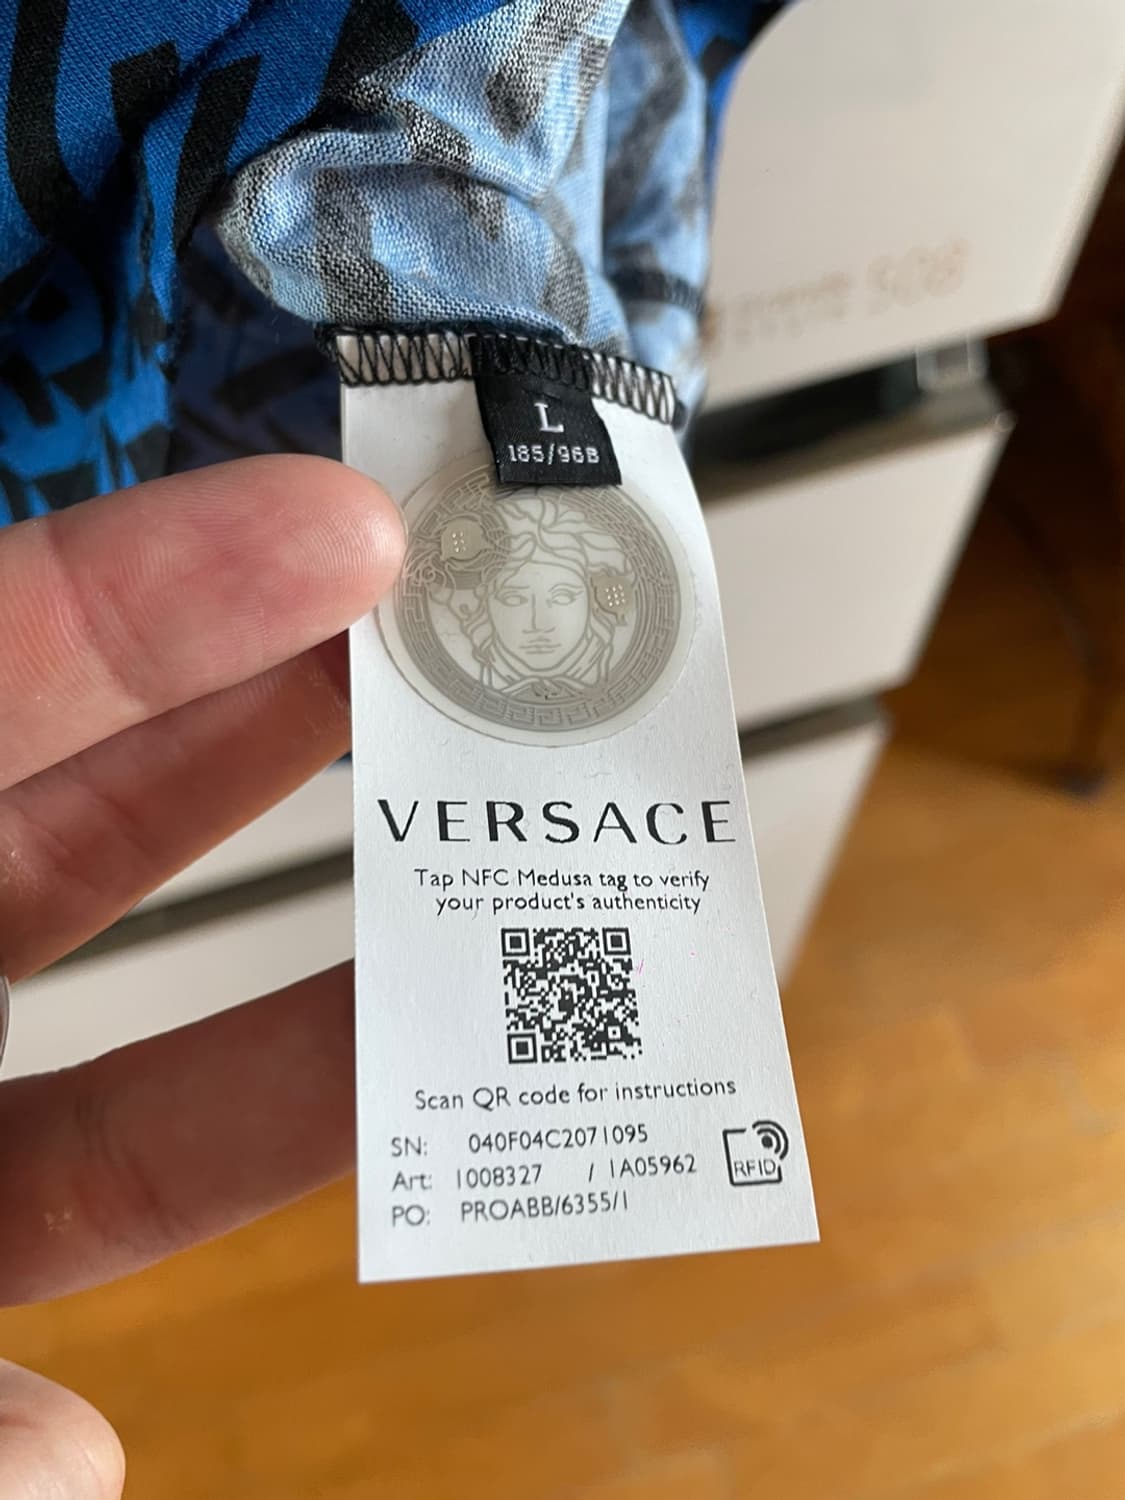 L
185/96B
VERSACE
Tap NFC Medusa tag to verify
your product's authenticity
Scan QR code for instructions
SN: 040F04C2071095
Art: 1008327 / 1A05962
RFID
PO: PROABB/6355/1
508